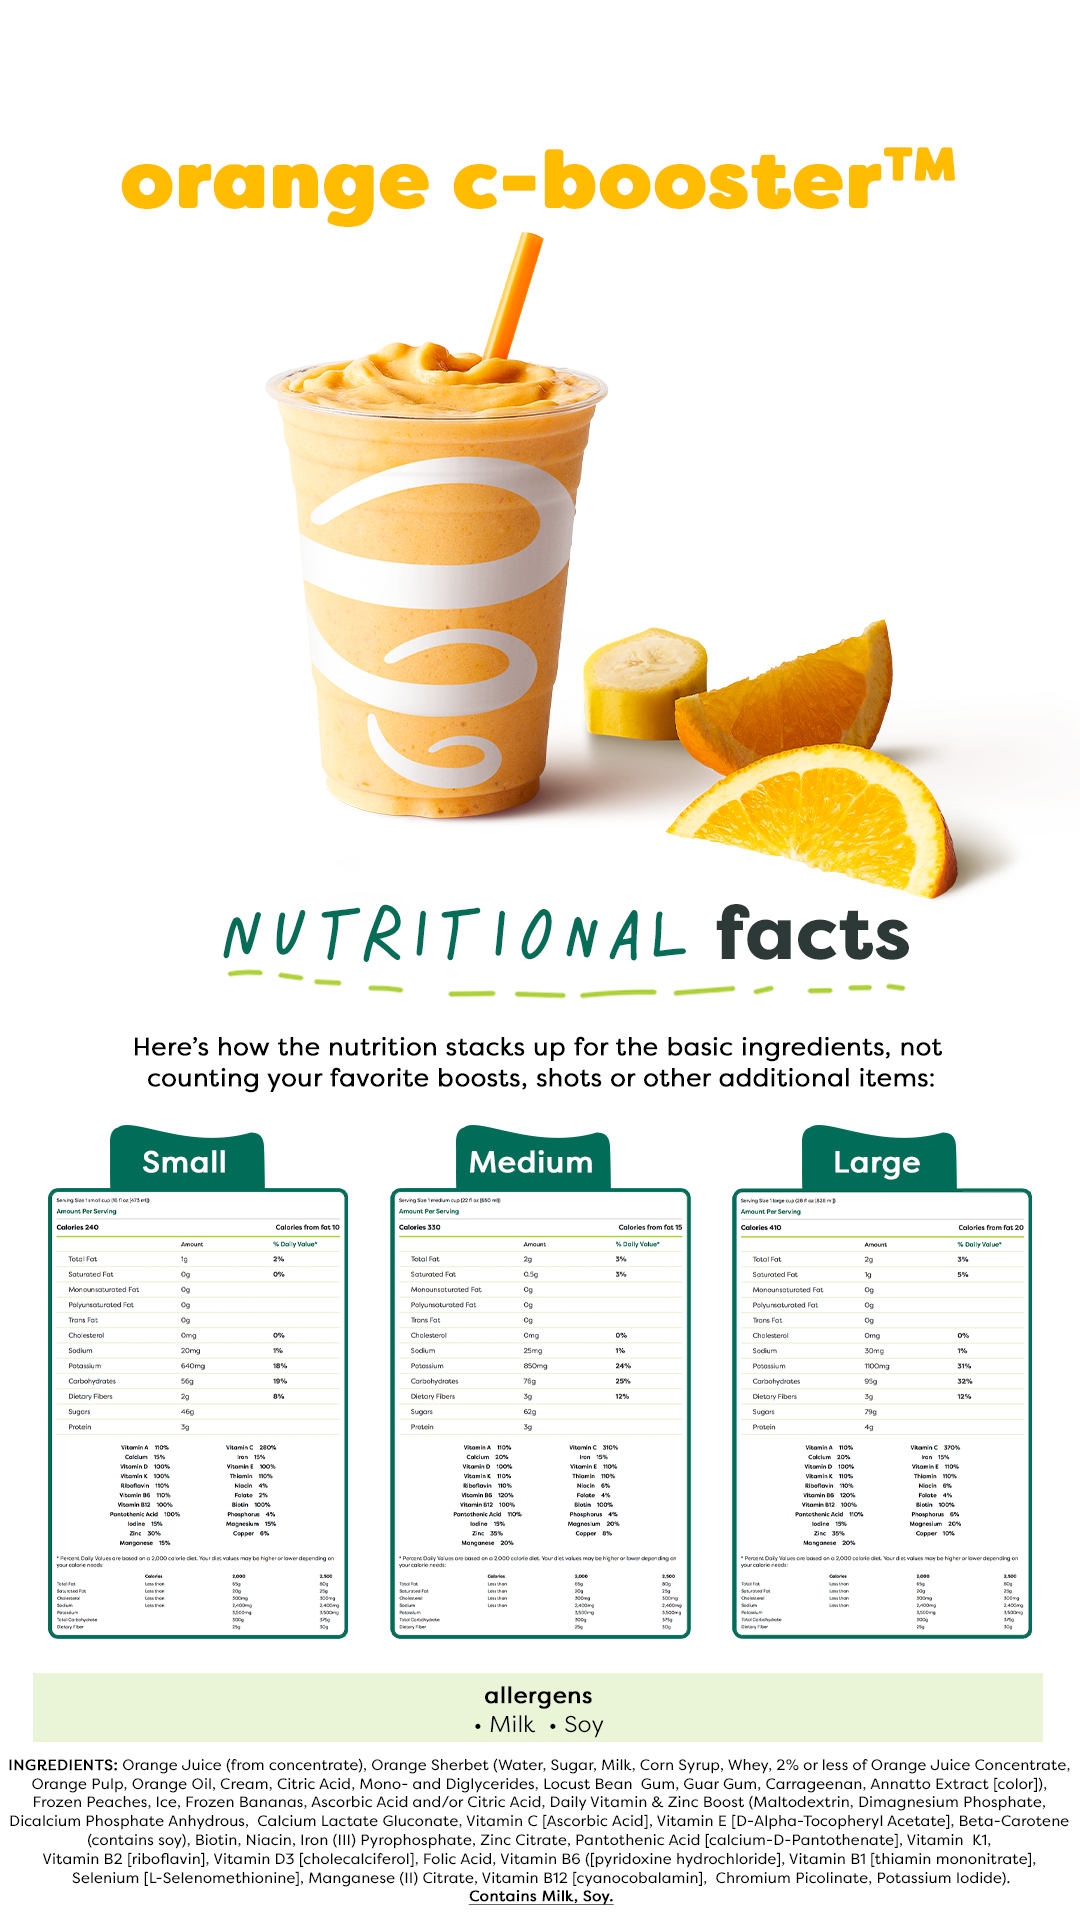 orange c-booster™
NUTRITIONAL facts
Here's how the nutrition stacks up for the basic ingredients, not
counting your favorite boosts, shots or other additional items:
Small
Serving Size 1 small cup (16 fl oz |473 ml|)
Amount Per Serving
Calories 240 Calories from fat 10
Amount % Daily Value*
Total Fat 1g 2%
Saturated Fat 0g 0%
Monounsaturated Fat 0g
Polyunsaturated Fat 0g
Trans Fat 0g
Cholesterol 0mg 0%
Sodium 20mg 1%
Potassium 640mg 18%
Carbohydrates 56g 19%
Dietary Fibers 2g 8%
Sugars 46g
Protein 3g
Vitamin A 110% Vitamin C 280%
Calcium 15% Iron 15%
Vitamin D 100% Vitamin E 100%
Vitamin K 100% Thiamin 110%
Riboflavin 110% Niacin 4%
Vitamin B6 110% Folate 2%
Vitamin B12 100% Biotin 100%
Pantothenic Acid 100% Phosphorus 4%
Iodine 15% Magnesium 15%
Zinc 30% Copper 6%
Manganese 15%
* Percent Daily Values are based on a 2,000 calorie diet. Your diet values may be higher or lower depending on
your calorie needs:
Calories 2,000 2,500
Total Fat Less than 65g 80g
Saturated Fat Less than 20g 25g
Cholesterol Less than 300mg 300mg
Sodium Less than 2,400mg 2,400mg
Potassium 3,500mg 3,500mg
Total Carbohydrate 300g 375g
Dietary Fiber 25g 30g
Medium
Serving Size 1 medium cup (22 fl oz |650 ml|)
Amount Per Serving
Calories 330 Calories from fat 15
Amount % Daily Value*
Total Fat 2g 3%
Saturated Fat 0.5g 3%
Monounsaturated Fat 0g
Polyunsaturated Fat 0g
Trans Fat 0g
Cholesterol 0mg 0%
Sodium 25mg 1%
Potassium 850mg 24%
Carbohydrates 76g 25%
Dietary Fibers 3g 12%
Sugars 62g
Protein 3g
Vitamin A 110% Vitamin C 310%
Calcium 20% Iron 15%
Vitamin D 100% Vitamin E 110%
Vitamin K 110% Thiamin 110%
Riboflavin 110% Niacin 6%
Vitamin B6 120% Folate 4%
Vitamin B12 100% Biotin 100%
Pantothenic Acid 110% Phosphorus 4%
Iodine 15% Magnesium 20%
Zinc 35% Copper 8%
Manganese 20%
* Percent Daily Values are based on a 2,000 calorie diet. Your diet values may be higher or lower depending on
your calorie needs:
Calories 2,000 2,500
Total Fat Less than 65g 80g
Saturated Fat Less than 20g 25g
Cholesterol Less than 300mg 300mg
Sodium Less than 2,400mg 2,400mg
Potassium 3,500mg 3,500mg
Total Carbohydrate 300g 375g
Dietary Fiber 25g 30g
Large
Serving Size 1 large cup (28 fl oz |828 ml|)
Amount Per Serving
Calories 410 Calories from fat 20
Amount % Daily Value*
Total Fat 2g 3%
Saturated Fat 1g 5%
Monounsaturated Fat 0g
Polyunsaturated Fat 0g
Trans Fat 0g
Cholesterol 0mg 0%
Sodium 30mg 1%
Potassium 1100mg 31%
Carbohydrates 95g 32%
Dietary Fibers 3g 12%
Sugars 79g
Protein 4g
Vitamin A 110% Vitamin C 370%
Calcium 20% Iron 15%
Vitamin D 100% Vitamin E 110%
Vitamin K 110% Thiamin 110%
Riboflavin 110% Niacin 6%
Vitamin B6 120% Folate 4%
Vitamin B12 100% Biotin 100%
Pantothenic Acid 110% Phosphorus 6%
Iodine 15% Magnesium 20%
Zinc 35% Copper 10%
Manganese 20%
* Percent Daily Values are based on a 2,000 calorie diet. Your diet values may be higher or lower depending on
your calorie needs:
Calories 2,000 2,500
Total Fat Less than 65g 80g
Saturated Fat Less than 20g 25g
Cholesterol Less than 300mg 300mg
Sodium Less than 2,400mg 2,400mg
Potassium 3,500mg 3,500mg
Total Carbohydrate 300g 375g
Dietary Fiber 25g 30g
allergens
• Milk • Soy
INGREDIENTS: Orange Juice (from concentrate), Orange Sherbet (Water, Sugar, Milk, Corn Syrup, Whey, 2% or less of Orange Juice Concentrate,
Orange Pulp, Orange Oil, Cream, Citric Acid, Mono- and Diglycerides, Locust Bean Gum, Guar Gum, Carrageenan, Annatto Extract [color]),
Frozen Peaches, Ice, Frozen Bananas, Ascorbic Acid and/or Citric Acid, Daily Vitamin & Zinc Boost (Maltodextrin, Dimagnesium Phosphate,
Dicalcium Phosphate Anhydrous, Calcium Lactate Gluconate, Vitamin C [Ascorbic Acid], Vitamin E [D-Alpha-Tocopheryl Acetate], Beta-Carotene
(contains soy), Biotin, Niacin, Iron (III) Pyrophosphate, Zinc Citrate, Pantothenic Acid [calcium-D-Pantothenate], Vitamin K1,
Vitamin B2 [riboflavin], Vitamin D3 [cholecalciferol], Folic Acid, Vitamin B6 ([pyridoxine hydrochloride], Vitamin B1 [thiamin mononitrate],
Selenium [L-Selenomethionine], Manganese (II) Citrate, Vitamin B12 [cyanocobalamin], Chromium Picolinate, Potassium Iodide).
Contains Milk, Soy.